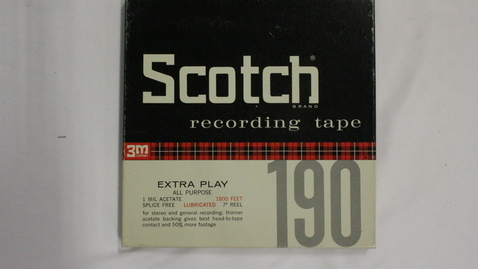 Scotch®
BRAND
recording tape
3M
EXTRA PLAY
ALL PURPOSE
1 MIL ACETATE 1800 FEET
SPLICE FREE LUBRICATED 7" REEL
for stereo and general recording; thinner
acetate backing gives best head-to-tape
contact and 50% more footage
190